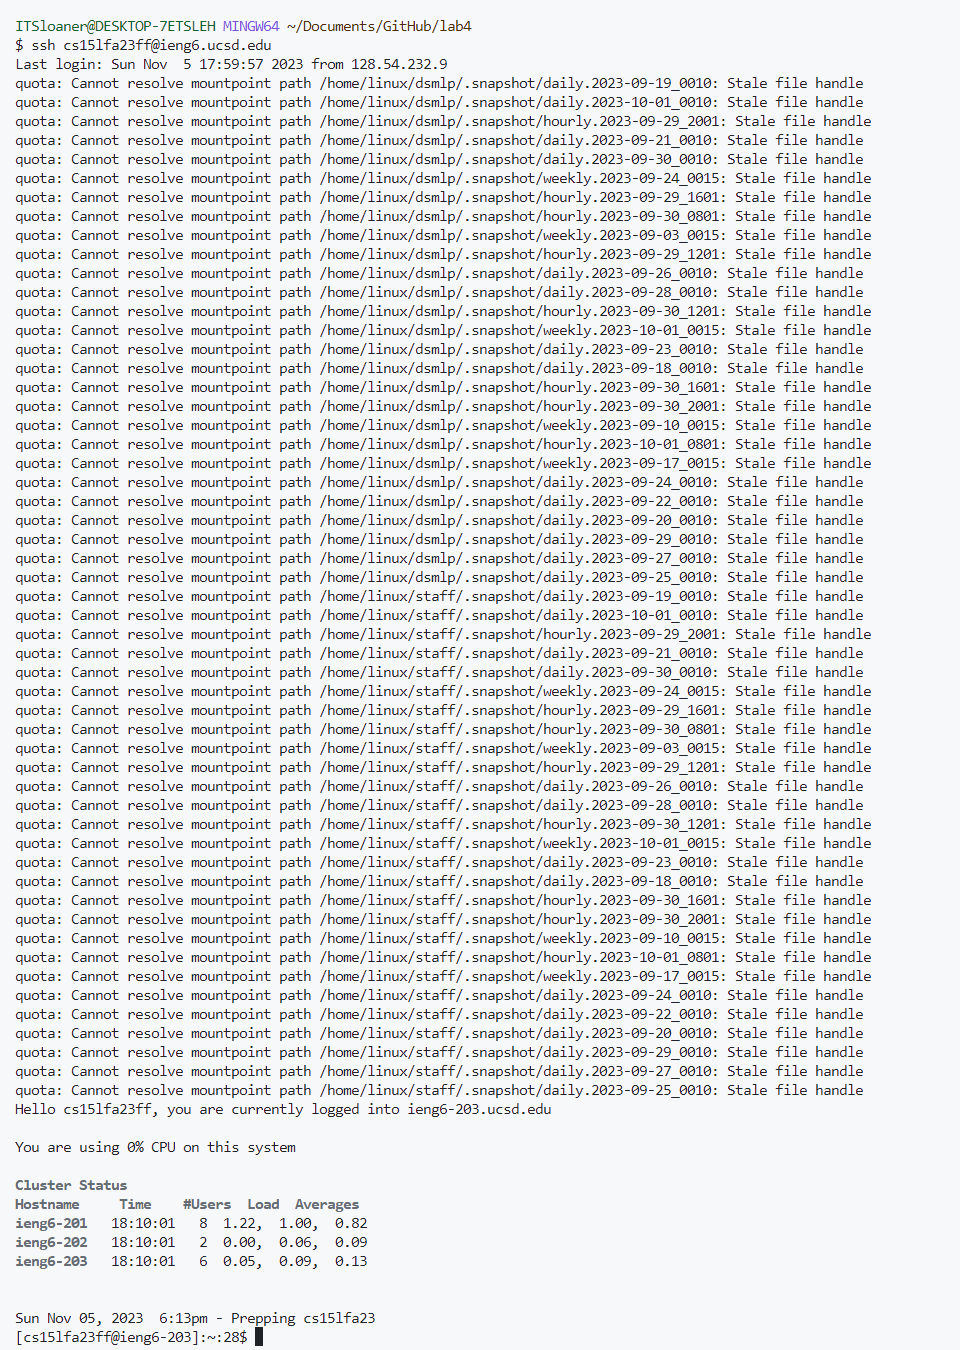 ITSloaner@DESKTOP-7ETSLEH MINGW64 ~/Documents/GitHub/lab4
$ ssh cs15lfa23ff@ieng6.ucsd.edu
Last login: Sun Nov  5 17:59:57 2023 from 128.54.232.9
quota: Cannot resolve mountpoint path /home/linux/dsmlp/.snapshot/daily.2023-09-19_0010: Stale file handle
quota: Cannot resolve mountpoint path /home/linux/dsmlp/.snapshot/daily.2023-10-01_0010: Stale file handle
quota: Cannot resolve mountpoint path /home/linux/dsmlp/.snapshot/hourly.2023-09-29_2001: Stale file handle
quota: Cannot resolve mountpoint path /home/linux/dsmlp/.snapshot/daily.2023-09-21_0010: Stale file handle
quota: Cannot resolve mountpoint path /home/linux/dsmlp/.snapshot/daily.2023-09-30_0010: Stale file handle
quota: Cannot resolve mountpoint path /home/linux/dsmlp/.snapshot/weekly.2023-09-24_0015: Stale file handle
quota: Cannot resolve mountpoint path /home/linux/dsmlp/.snapshot/hourly.2023-09-29_1601: Stale file handle
quota: Cannot resolve mountpoint path /home/linux/dsmlp/.snapshot/hourly.2023-09-30_0801: Stale file handle
quota: Cannot resolve mountpoint path /home/linux/dsmlp/.snapshot/weekly.2023-09-03_0015: Stale file handle
quota: Cannot resolve mountpoint path /home/linux/dsmlp/.snapshot/hourly.2023-09-29_1201: Stale file handle
quota: Cannot resolve mountpoint path /home/linux/dsmlp/.snapshot/daily.2023-09-26_0010: Stale file handle
quota: Cannot resolve mountpoint path /home/linux/dsmlp/.snapshot/daily.2023-09-28_0010: Stale file handle
quota: Cannot resolve mountpoint path /home/linux/dsmlp/.snapshot/hourly.2023-09-30_1201: Stale file handle
quota: Cannot resolve mountpoint path /home/linux/dsmlp/.snapshot/weekly.2023-10-01_0015: Stale file handle
quota: Cannot resolve mountpoint path /home/linux/dsmlp/.snapshot/daily.2023-09-23_0010: Stale file handle
quota: Cannot resolve mountpoint path /home/linux/dsmlp/.snapshot/daily.2023-09-18_0010: Stale file handle
quota: Cannot resolve mountpoint path /home/linux/dsmlp/.snapshot/hourly.2023-09-30_1601: Stale file handle
quota: Cannot resolve mountpoint path /home/linux/dsmlp/.snapshot/hourly.2023-09-30_2001: Stale file handle
quota: Cannot resolve mountpoint path /home/linux/dsmlp/.snapshot/weekly.2023-09-10_0015: Stale file handle
quota: Cannot resolve mountpoint path /home/linux/dsmlp/.snapshot/hourly.2023-10-01_0801: Stale file handle
quota: Cannot resolve mountpoint path /home/linux/dsmlp/.snapshot/weekly.2023-09-17_0015: Stale file handle
quota: Cannot resolve mountpoint path /home/linux/dsmlp/.snapshot/daily.2023-09-24_0010: Stale file handle
quota: Cannot resolve mountpoint path /home/linux/dsmlp/.snapshot/daily.2023-09-22_0010: Stale file handle
quota: Cannot resolve mountpoint path /home/linux/dsmlp/.snapshot/daily.2023-09-20_0010: Stale file handle
quota: Cannot resolve mountpoint path /home/linux/dsmlp/.snapshot/daily.2023-09-29_0010: Stale file handle
quota: Cannot resolve mountpoint path /home/linux/dsmlp/.snapshot/daily.2023-09-27_0010: Stale file handle
quota: Cannot resolve mountpoint path /home/linux/dsmlp/.snapshot/daily.2023-09-25_0010: Stale file handle
quota: Cannot resolve mountpoint path /home/linux/staff/.snapshot/daily.2023-09-19_0010: Stale file handle
quota: Cannot resolve mountpoint path /home/linux/staff/.snapshot/daily.2023-10-01_0010: Stale file handle
quota: Cannot resolve mountpoint path /home/linux/staff/.snapshot/hourly.2023-09-29_2001: Stale file handle
quota: Cannot resolve mountpoint path /home/linux/staff/.snapshot/daily.2023-09-21_0010: Stale file handle
quota: Cannot resolve mountpoint path /home/linux/staff/.snapshot/daily.2023-09-30_0010: Stale file handle
quota: Cannot resolve mountpoint path /home/linux/staff/.snapshot/weekly.2023-09-24_0015: Stale file handle
quota: Cannot resolve mountpoint path /home/linux/staff/.snapshot/hourly.2023-09-29_1601: Stale file handle
quota: Cannot resolve mountpoint path /home/linux/staff/.snapshot/hourly.2023-09-30_0801: Stale file handle
quota: Cannot resolve mountpoint path /home/linux/staff/.snapshot/weekly.2023-09-03_0015: Stale file handle
quota: Cannot resolve mountpoint path /home/linux/staff/.snapshot/hourly.2023-09-29_1201: Stale file handle
quota: Cannot resolve mountpoint path /home/linux/staff/.snapshot/daily.2023-09-26_0010: Stale file handle
quota: Cannot resolve mountpoint path /home/linux/staff/.snapshot/daily.2023-09-28_0010: Stale file handle
quota: Cannot resolve mountpoint path /home/linux/staff/.snapshot/hourly.2023-09-30_1201: Stale file handle
quota: Cannot resolve mountpoint path /home/linux/staff/.snapshot/weekly.2023-10-01_0015: Stale file handle
quota: Cannot resolve mountpoint path /home/linux/staff/.snapshot/daily.2023-09-23_0010: Stale file handle
quota: Cannot resolve mountpoint path /home/linux/staff/.snapshot/daily.2023-09-18_0010: Stale file handle
quota: Cannot resolve mountpoint path /home/linux/staff/.snapshot/hourly.2023-09-30_1601: Stale file handle
quota: Cannot resolve mountpoint path /home/linux/staff/.snapshot/hourly.2023-09-30_2001: Stale file handle
quota: Cannot resolve mountpoint path /home/linux/staff/.snapshot/weekly.2023-09-10_0015: Stale file handle
quota: Cannot resolve mountpoint path /home/linux/staff/.snapshot/hourly.2023-10-01_0801: Stale file handle
quota: Cannot resolve mountpoint path /home/linux/staff/.snapshot/weekly.2023-09-17_0015: Stale file handle
quota: Cannot resolve mountpoint path /home/linux/staff/.snapshot/daily.2023-09-24_0010: Stale file handle
quota: Cannot resolve mountpoint path /home/linux/staff/.snapshot/daily.2023-09-22_0010: Stale file handle
quota: Cannot resolve mountpoint path /home/linux/staff/.snapshot/daily.2023-09-20_0010: Stale file handle
quota: Cannot resolve mountpoint path /home/linux/staff/.snapshot/daily.2023-09-29_0010: Stale file handle
quota: Cannot resolve mountpoint path /home/linux/staff/.snapshot/daily.2023-09-27_0010: Stale file handle
quota: Cannot resolve mountpoint path /home/linux/staff/.snapshot/daily.2023-09-25_0010: Stale file handle
Hello cs15lfa23ff, you are currently logged into ieng6-203.ucsd.edu
You are using 0% CPU on this system
Cluster Status
Hostname     Time    #Users  Load  Averages
ieng6-201   18:10:01   8  1.22,  1.00,  0.82
ieng6-202   18:10:01   2  0.00,  0.06,  0.09
ieng6-203   18:10:01   6  0.05,  0.09,  0.13
Sun Nov 05, 2023  6:13pm - Prepping cs15lfa23
[cs15lfa23ff@ieng6-203]:~:28$